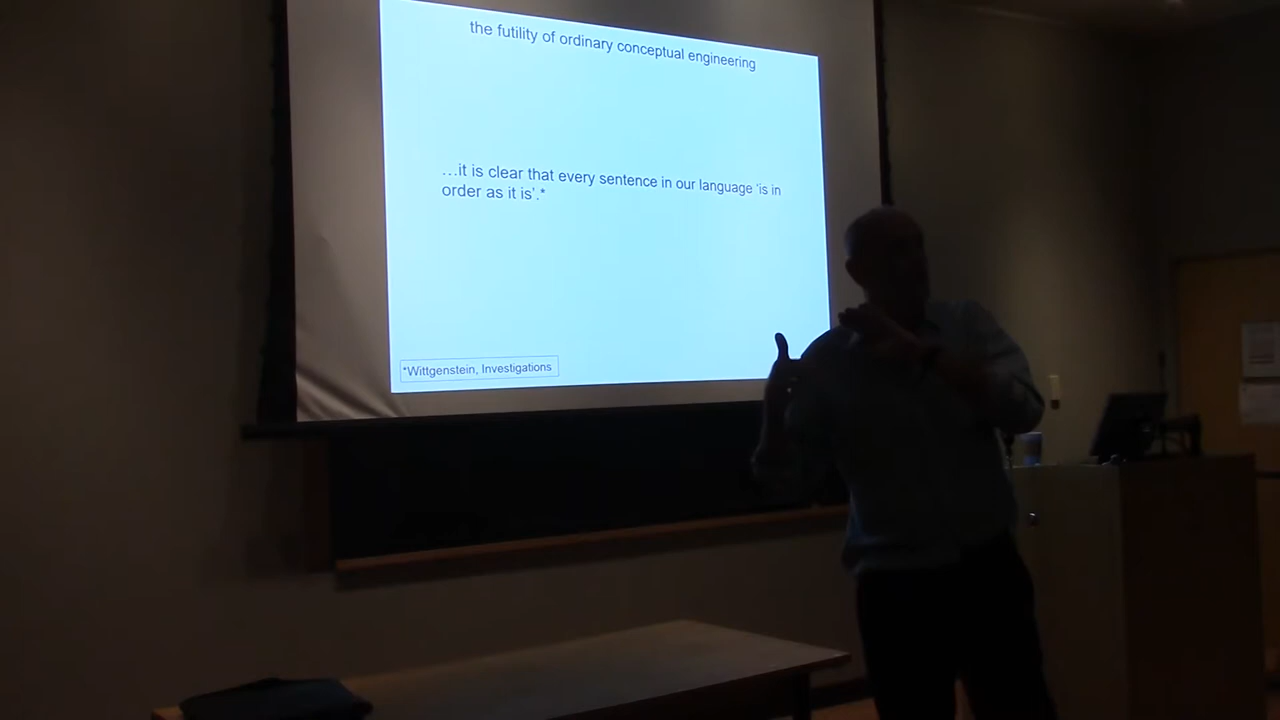 the futility of ordinary conceptual engineering
…it is clear that every sentence in our language 'is in
order as it is'.*
*Wittgenstein, Investigations